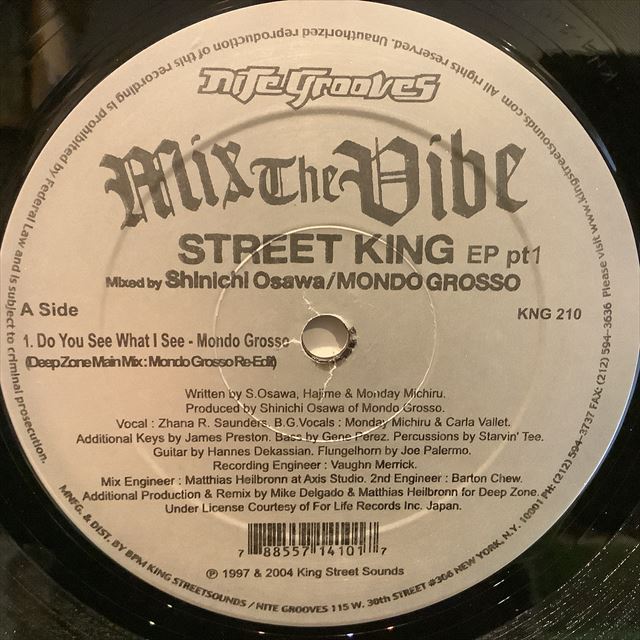 nite Grooves
Mix The Vibe
STREET KING EP pt1
Mixed by Shinichi Osawa/MONDO GROSSO
A Side
KNG 210
1. Do You See What I See - Mondo Grosso
(Deep Zone Main Mix : Mondo Grosso Re-Edit)
Written by S.Osawa, Hajime & Monday Michiru.
Produced by Shinichi Osawa of Mondo Grosso.
Vocal : Zhana R. Saunders, B.G.Vocals : Monday Michiru & Carla Vallet.
Additional Keys by James Preston. Bass by Gene Perez. Percussions by Starvin' Tee.
Guitar by Hannes Dekassian. Flungelhorn by Joe Palermo.
Recording Engineer : Vaughn Merrick.
Mix Engineer : Matthias Heilbronn at Axis Studio. 2nd Engineer : Barton Chew.
Additional Production & Remix by Mike Delgado & Matthias Heilbronn for Deep Zone.
Under License Courtesy of For Life Records Inc. Japan.
7 88557 14101 7
℗ 1997 & 2004 King Street Sounds
MNFG. & DIST. BY BPM KING STREETSOUNDS / NITE GROOVES 115 W. 30th STREET #306 NEW YORK, N.Y. 10001 PH: (212) 594-3737 FAX: (212) 594-3636 Please visit www.kingstreetsounds.com All rights reserved. Unauthorized reproduction of this recording is prohibited by Federal Law and is subject to criminal prosecution.